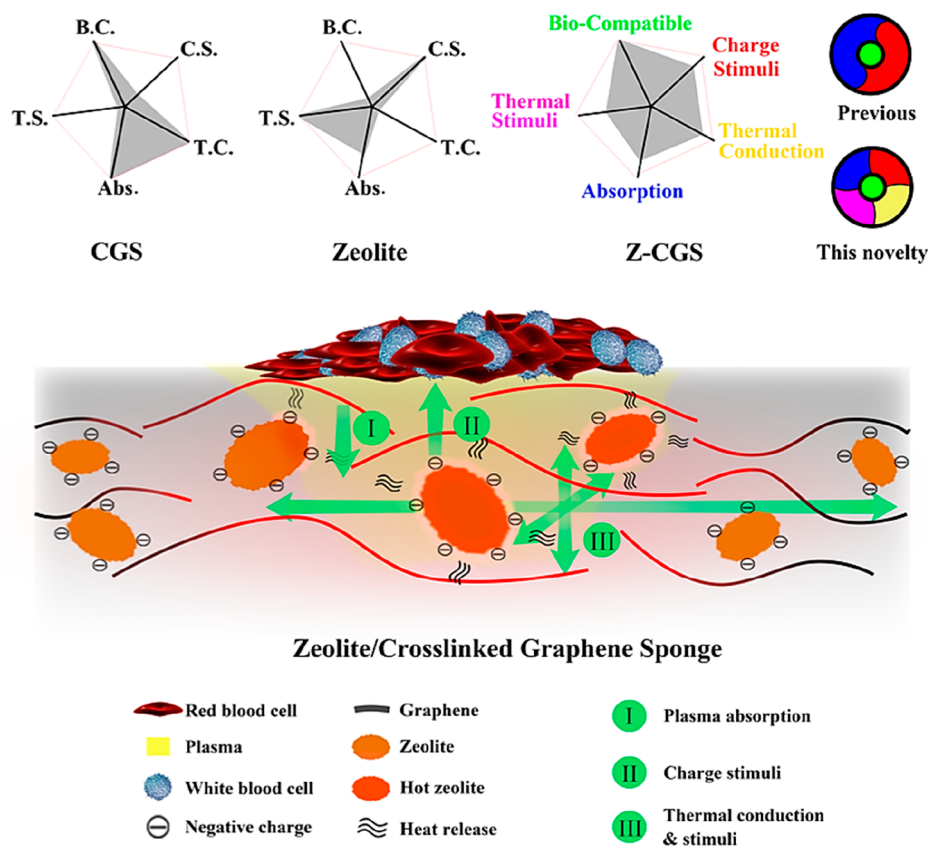 B.C.
C.S.
T.S.
T.C.
Abs.
CGS
B.C.
C.S.
T.S.
T.C.
Abs.
Zeolite
Bio-Compatible
Charge
Stimuli
Thermal
Stimuli
Thermal
Conduction
Absorption
Z-CGS
Previous
This novelty
I
II
III
Zeolite/Crosslinked Graphene Sponge
Red blood cell
Plasma
White blood cell
Negative charge
Graphene
Zeolite
Hot zeolite
Heat release
I Plasma absorption
II Charge stimuli
III Thermal conduction
& stimuli